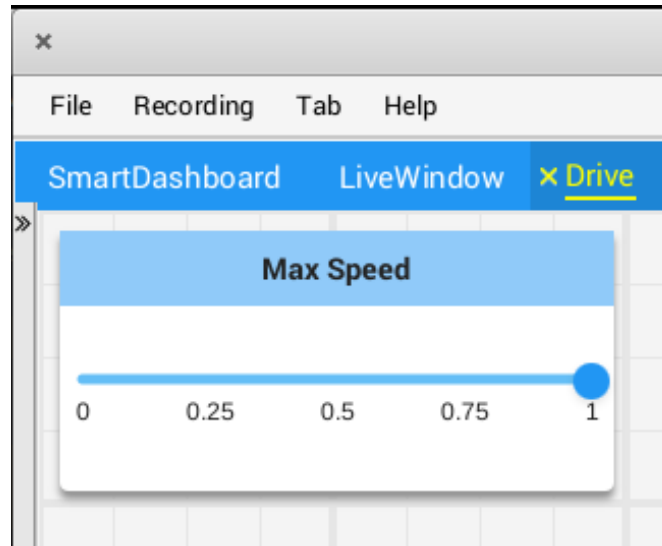 File Recording Tab Help
SmartDashboard LiveWindow × Drive
»
Max Speed
0 0.25 0.5 0.75 1